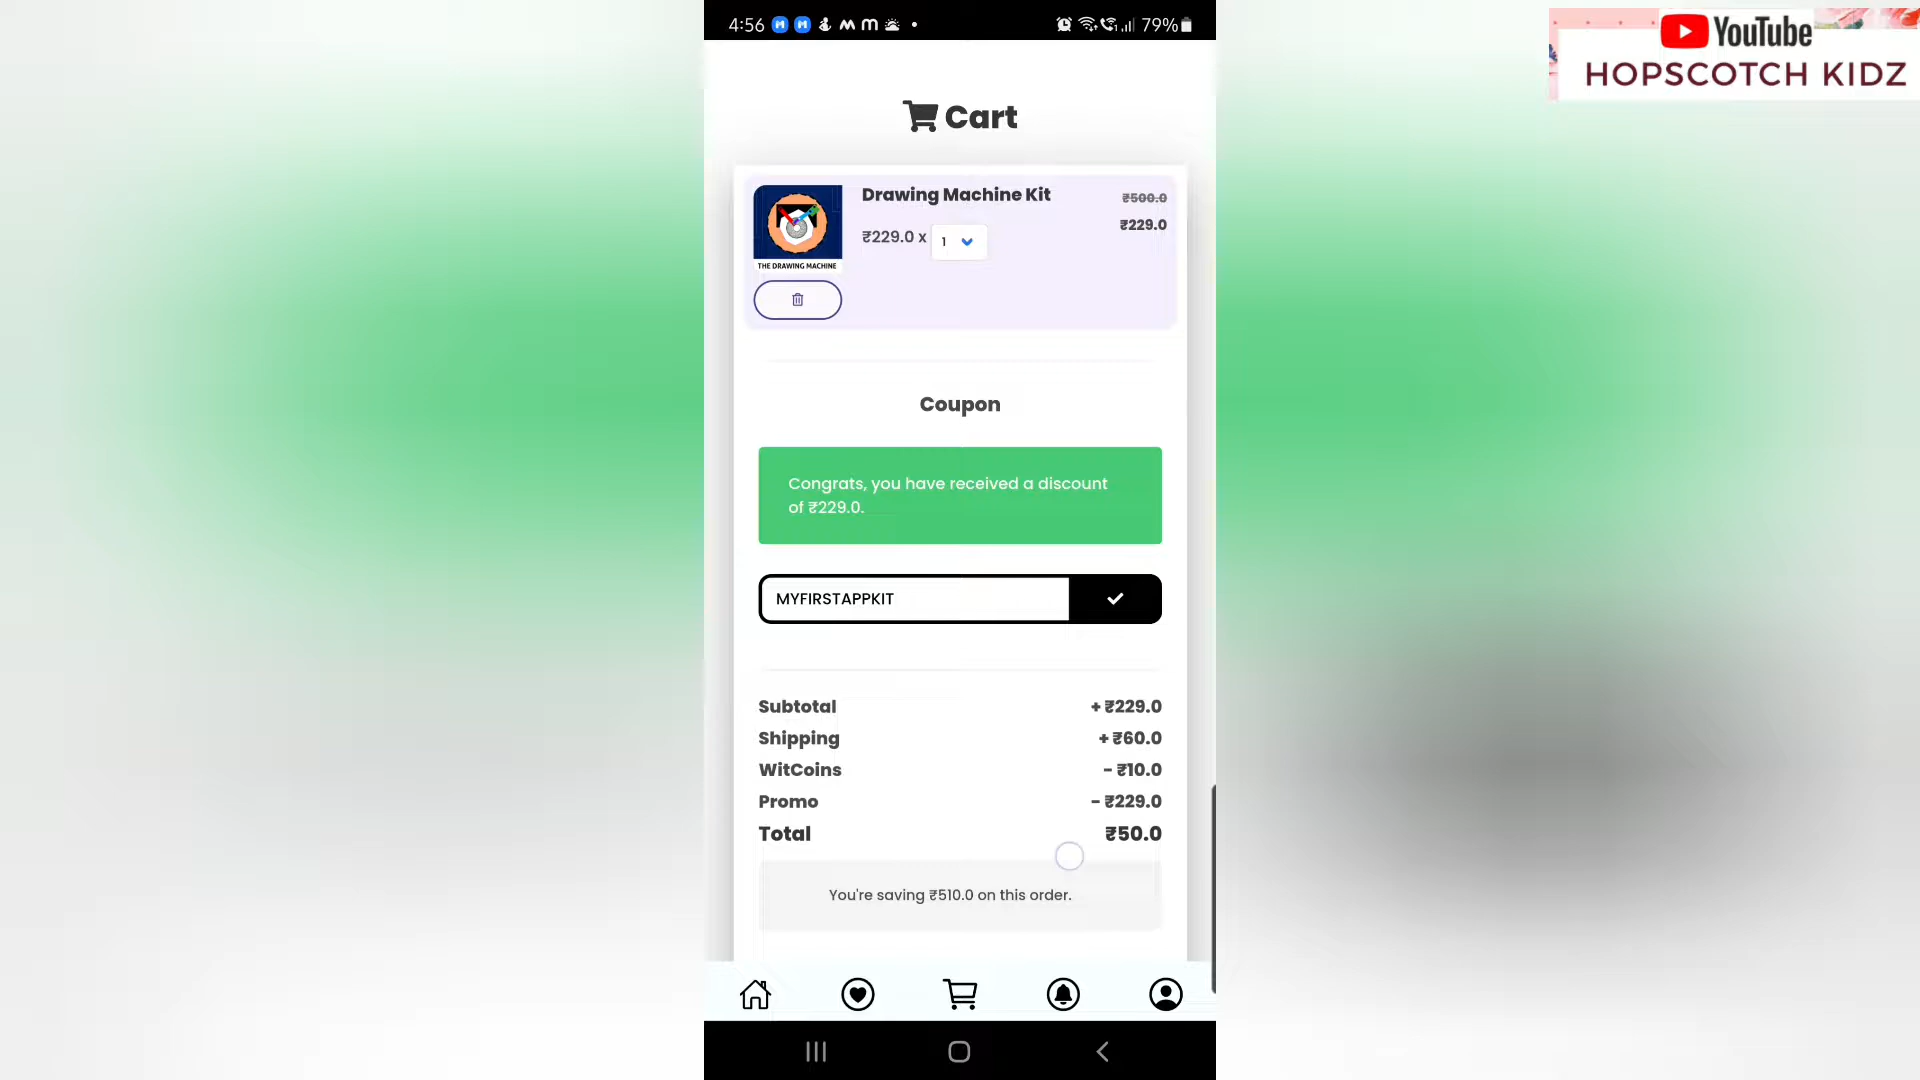 4:56
79%
YouTube
HOPSCOTCH KIDZ
Cart
Drawing Machine Kit
₹500.0
₹229.0 x 1
₹229.0
THE DRAWING MACHINE
Coupon
Congrats, you have received a discount
of ₹229.0.
MYFIRSTAPPKIT
Subtotal + ₹229.0
Shipping + ₹60.0
WitCoins - ₹10.0
Promo - ₹229.0
Total ₹50.0
You're saving ₹510.0 on this order.